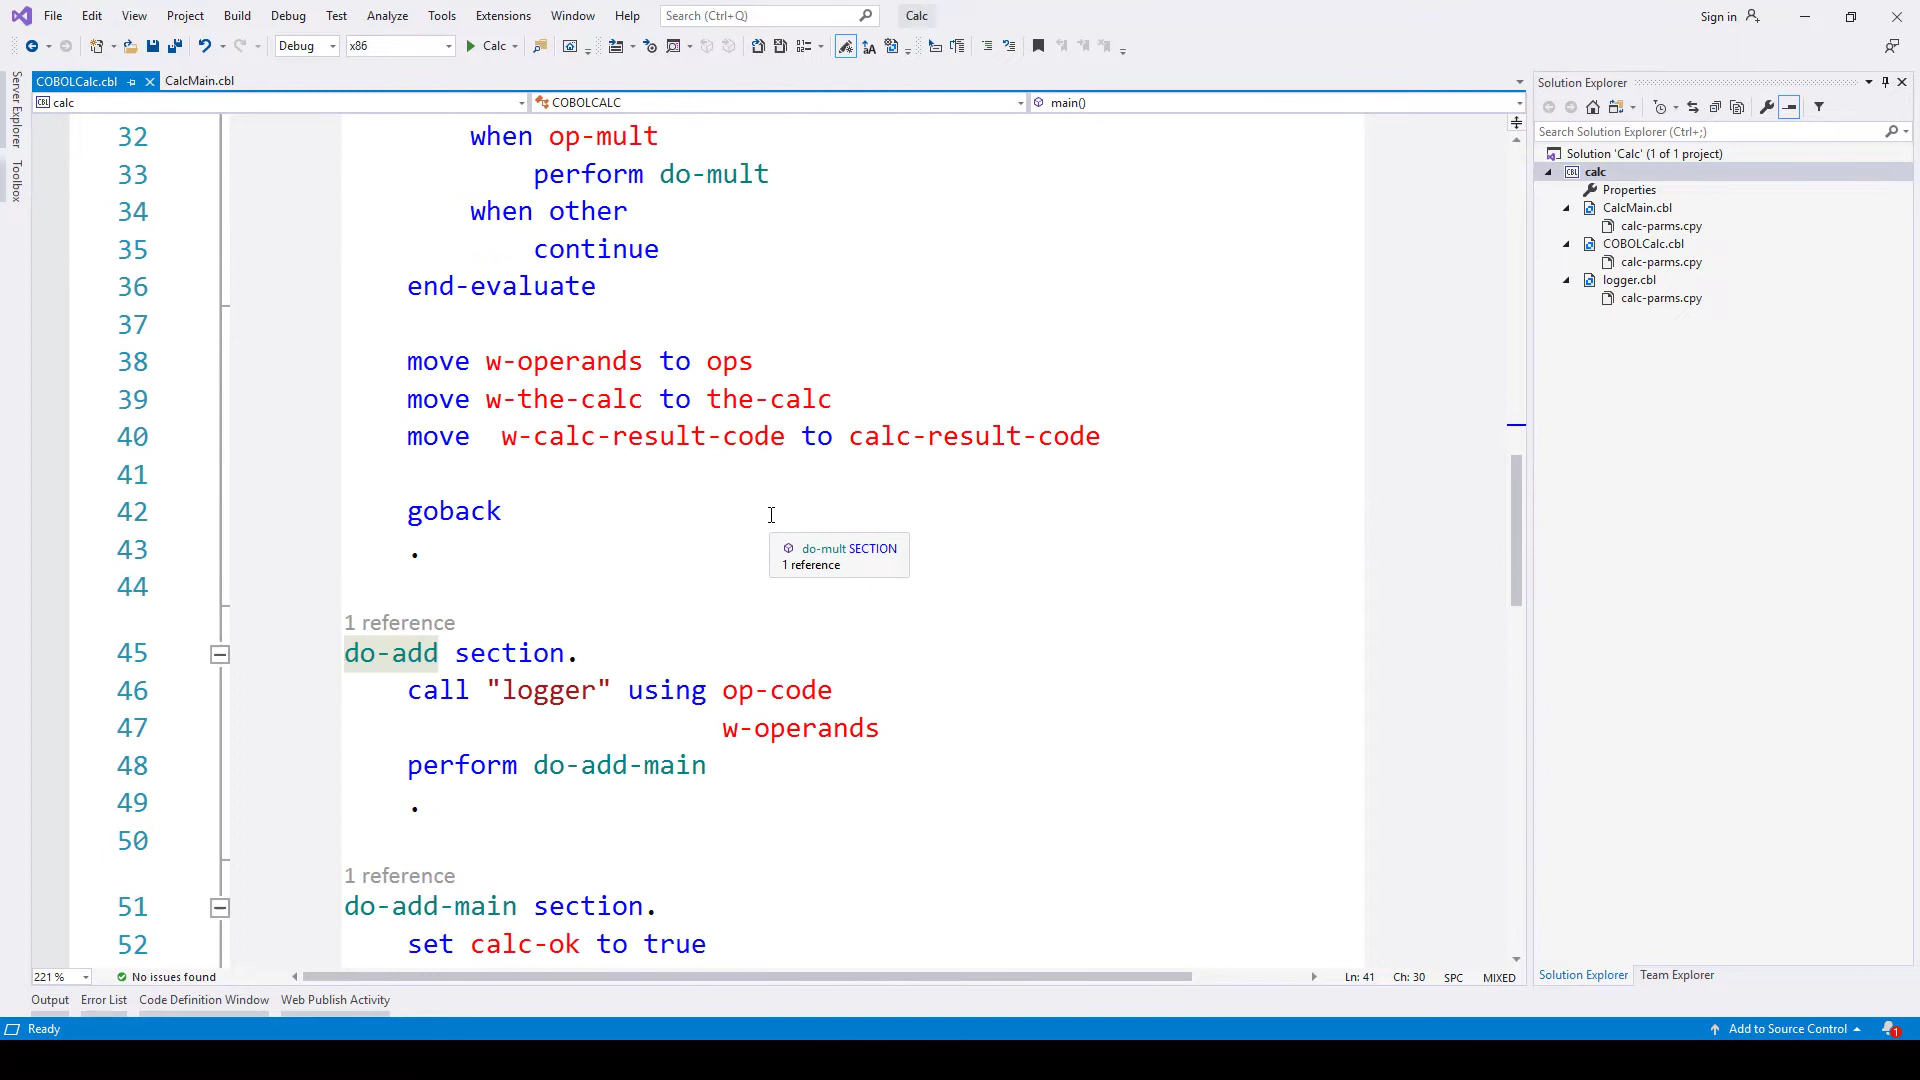 File Edit View Project Build Debug Test Analyze Tools Extensions Window Help Search (Ctrl+Q) Calc Sign in
Debug x86 Calc
Server Explorer
Toolbox
COBOLCalc.cbl CalcMain.cbl
calc COBOLCALC main()
32 when op-mult
33 perform do-mult
34 when other
35 continue
36 end-evaluate
37
38 move w-operands to ops
39 move w-the-calc to the-calc
40 move  w-calc-result-code to calc-result-code
41
42 goback
43 .
do-mult SECTION
1 reference
44
1 reference
45 do-add section.
46 call "logger" using op-code
47 w-operands
48 perform do-add-main
49 .
50
1 reference
51 do-add-main section.
52 set calc-ok to true
221 % No issues found Ln: 41 Ch: 30 SPC MIXED
Output Error List Code Definition Window Web Publish Activity
Solution Explorer
Search Solution Explorer (Ctrl+;)
Solution 'Calc' (1 of 1 project)
CBL calc
Properties
CalcMain.cbl
calc-parms.cpy
COBOLCalc.cbl
calc-parms.cpy
logger.cbl
calc-parms.cpy
Solution Explorer Team Explorer
Ready Add to Source Control 1